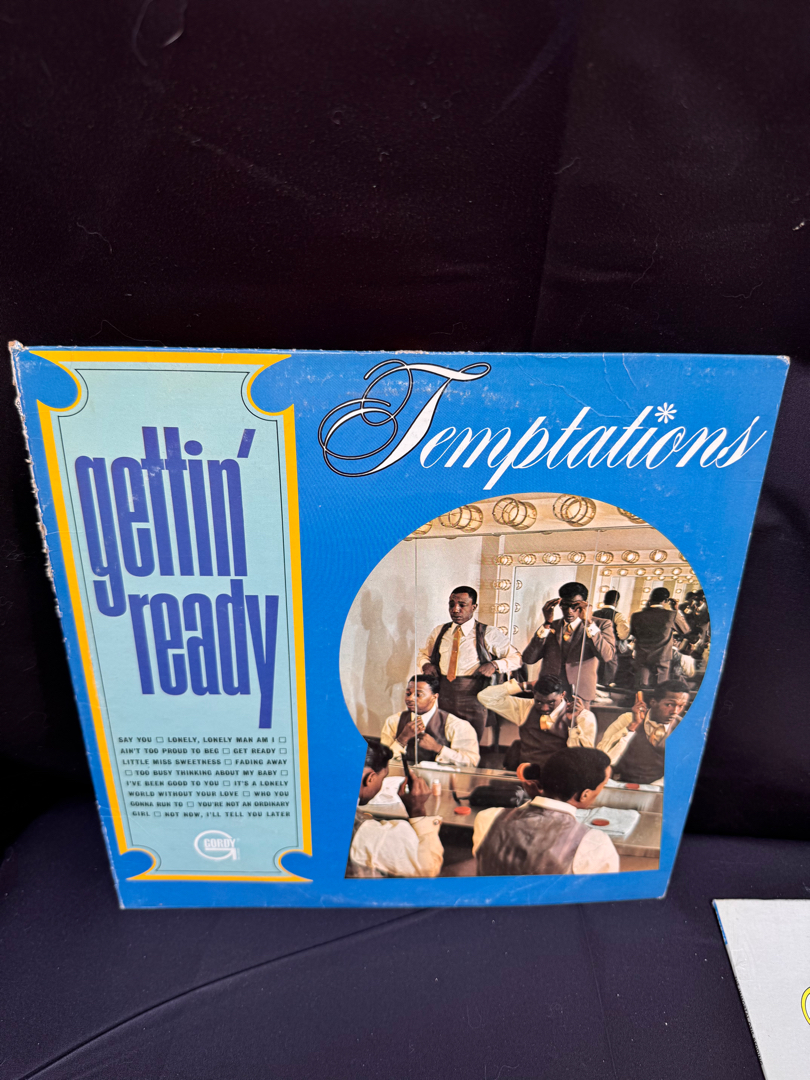 Temptations
gettin'
ready
SAY YOU □ LONELY, LONELY MAN AM I □
AIN'T TOO PROUD TO BEG □ GET READY □
LITTLE MISS SWEETNESS □ FADING AWAY
□ TOO BUSY THINKING ABOUT MY BABY □
I'VE BEEN GOOD TO YOU □ IT'S A LONELY
WORLD WITHOUT YOUR LOVE □ WHO YOU
GONNA RUN TO □ YOU'RE NOT AN ORDINARY
GIRL □ NOT NOW, I'LL TELL YOU LATER
GORDY